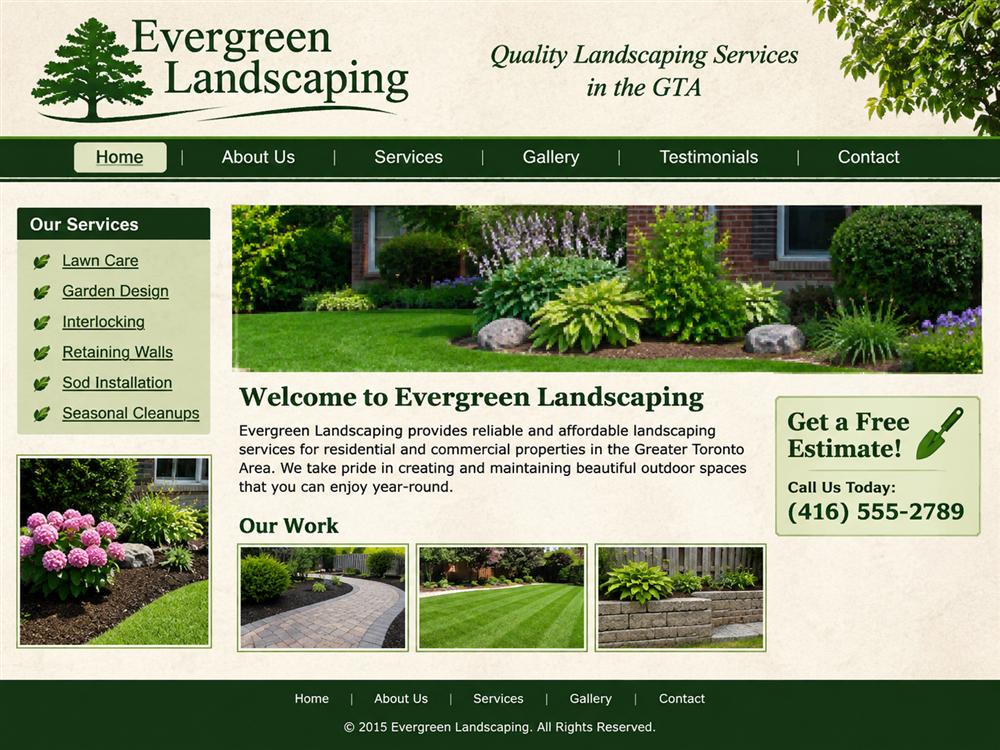 Evergreen
Landscaping
Quality Landscaping Services
in the GTA
Home | About Us | Services | Gallery | Testimonials | Contact
Our Services
Lawn Care
Garden Design
Interlocking
Retaining Walls
Sod Installation
Seasonal Cleanups
Welcome to Evergreen Landscaping
Evergreen Landscaping provides reliable and affordable landscaping
services for residential and commercial properties in the Greater Toronto
Area. We take pride in creating and maintaining beautiful outdoor spaces
that you can enjoy year-round.
Get a Free
Estimate!
Call Us Today:
(416) 555-2789
Our Work
Home | About Us | Services | Gallery | Contact
© 2015 Evergreen Landscaping. All Rights Reserved.